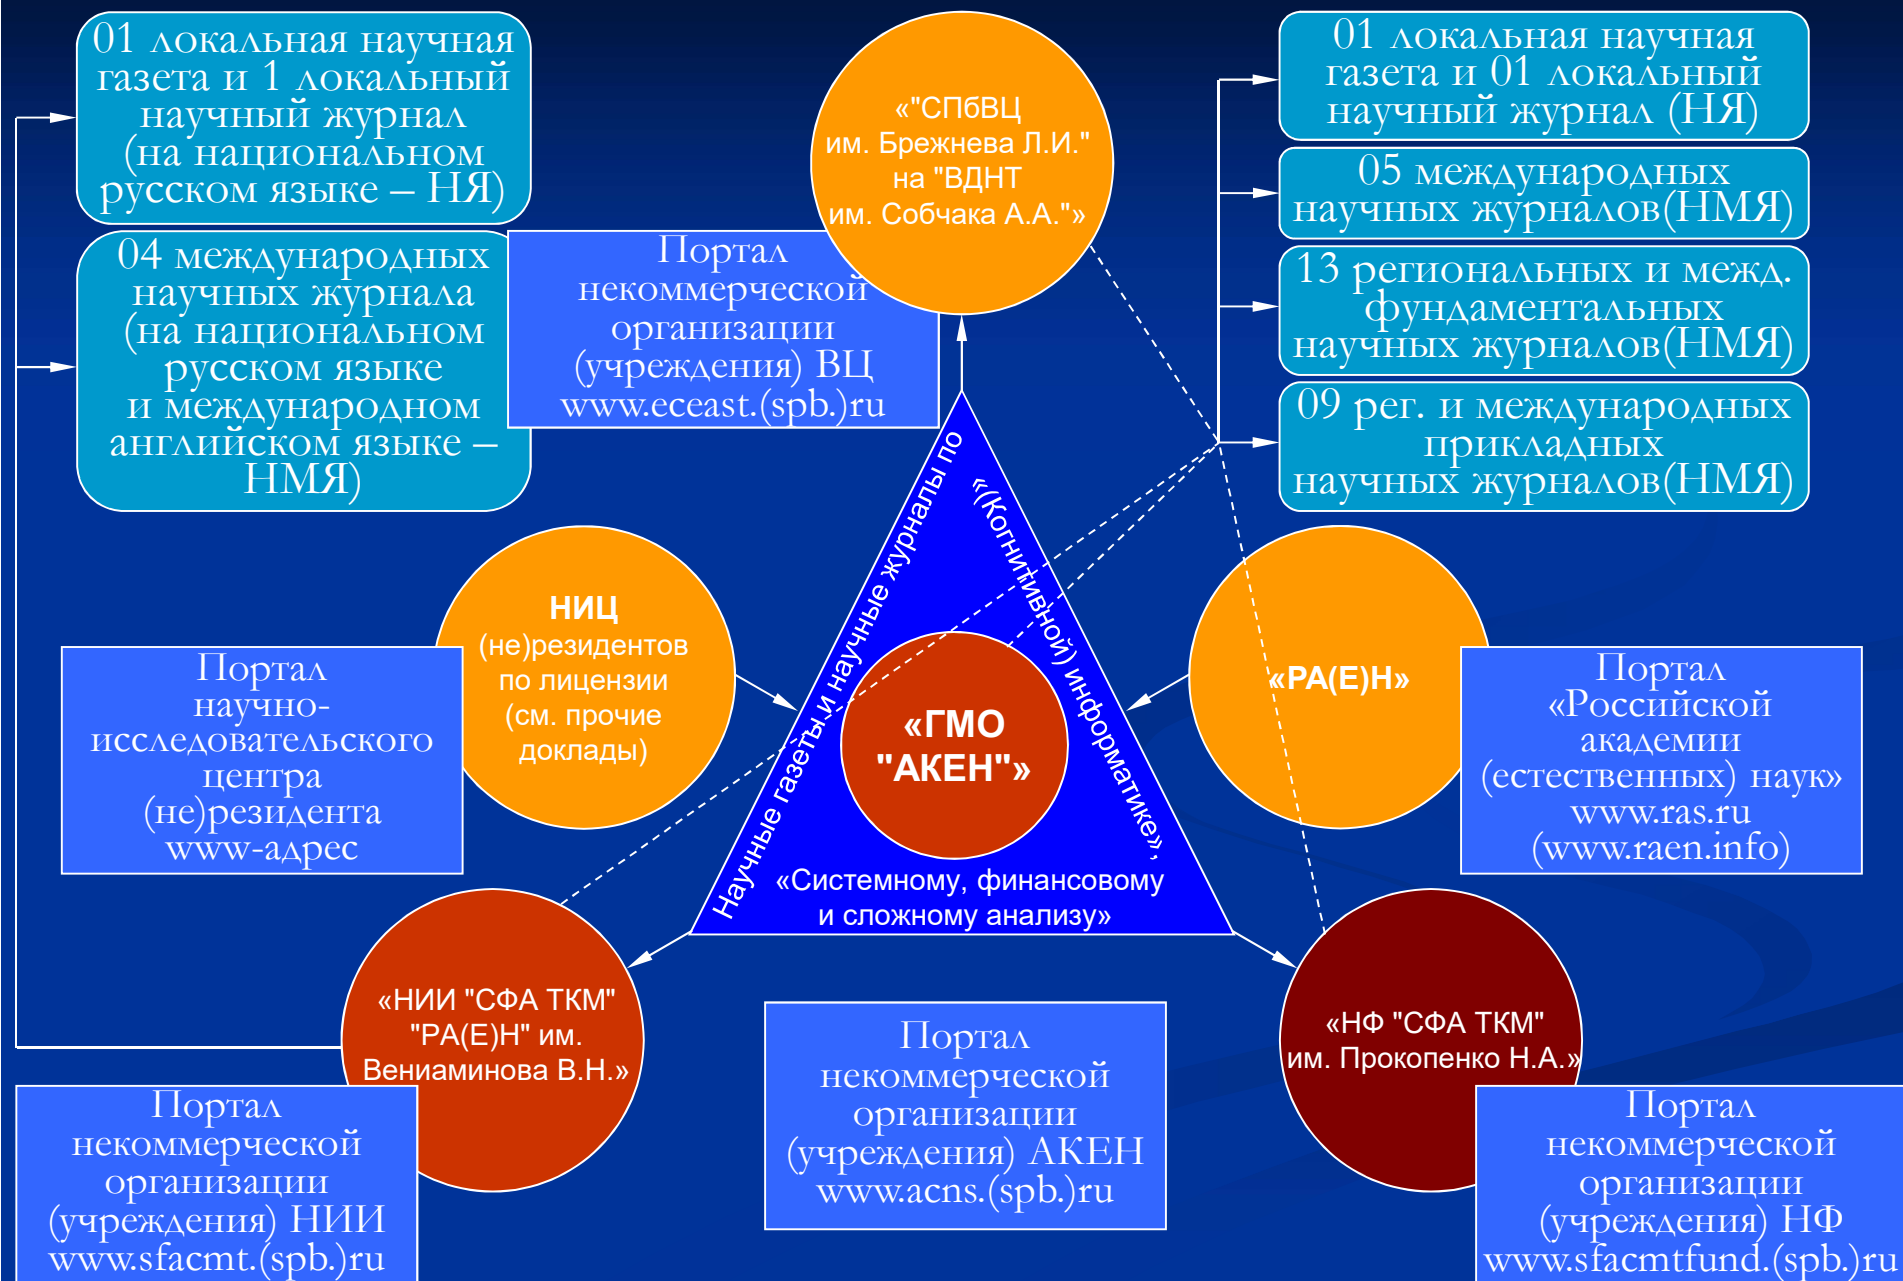 01 локальная научная
газета и 1 локальный
научный журнал
(на национальном
русском языке – НЯ)
04 международных
научных журнала
(на национальном
русском языке
и международном
английском языке –
НМЯ)
«"СПбВЦ
им. Брежнева Л.И."
на "ВДНТ
им. Собчака А.А."»
Портал
некоммерческой
организации
(учреждения) ВЦ
www.eceast.(spb.)ru
01 локальная научная
газета и 01 локальный
научный журнал (НЯ)
05 международных
научных журналов(НМЯ)
13 региональных и меж.
фундаментальных
научных журналов(НМЯ)
09 рег. и международных
прикладных
научных журналов(НМЯ)
НИЦ
(не)резидентов
по лицензии
(см. прочие
доклады)
Портал
научно-
исследовательского
центра
(не)резидента
www-адрес
Научные газеты и научные журналы по
«(Когнитивной) информатике»,
«Системному, финансовому
и сложному анализу»
«ГМО
"АКЕН"»
«РА(Е)Н»
Портал
«Российской
академии
(естественных) наук»
www.ras.ru
(www.raen.info)
«НИИ "СФА ТКМ"
"РА(Е)Н" им.
Вениаминова В.Н.»
Портал
некоммерческой
организации
(учреждения) НИИ
www.sfacmt.(spb.)ru
Портал
некоммерческой
организации
(учреждения) АКЕН
www.acns.(spb.)ru
«НФ "СФА ТКМ"
им. Прокопенко Н.А.»
Портал
некоммерческой
организации
(учреждения) НФ
www.sfacmtfund.(spb.)ru